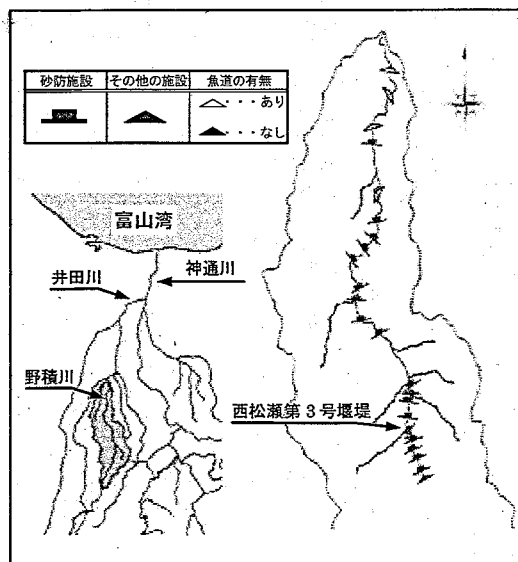 砂防施設 その他の施設 魚道の有無
・・・あり
・・・なし
富山湾
井田川
神通川
野積川
西松瀬第3号堰堤